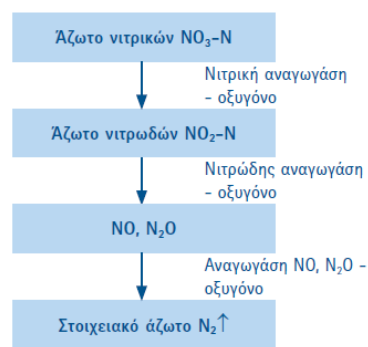 Άζωτο νιτρικών NO₃-N
Νιτρική αναγωγάση
- οξυγόνο
Άζωτο νιτρωδών NO₂-N
Νιτρώδης αναγωγάση
- οξυγόνο
NO, N₂O
Αναγωγάση NO, N₂O -
οξυγόνο
Στοιχειακό άζωτο N₂↑